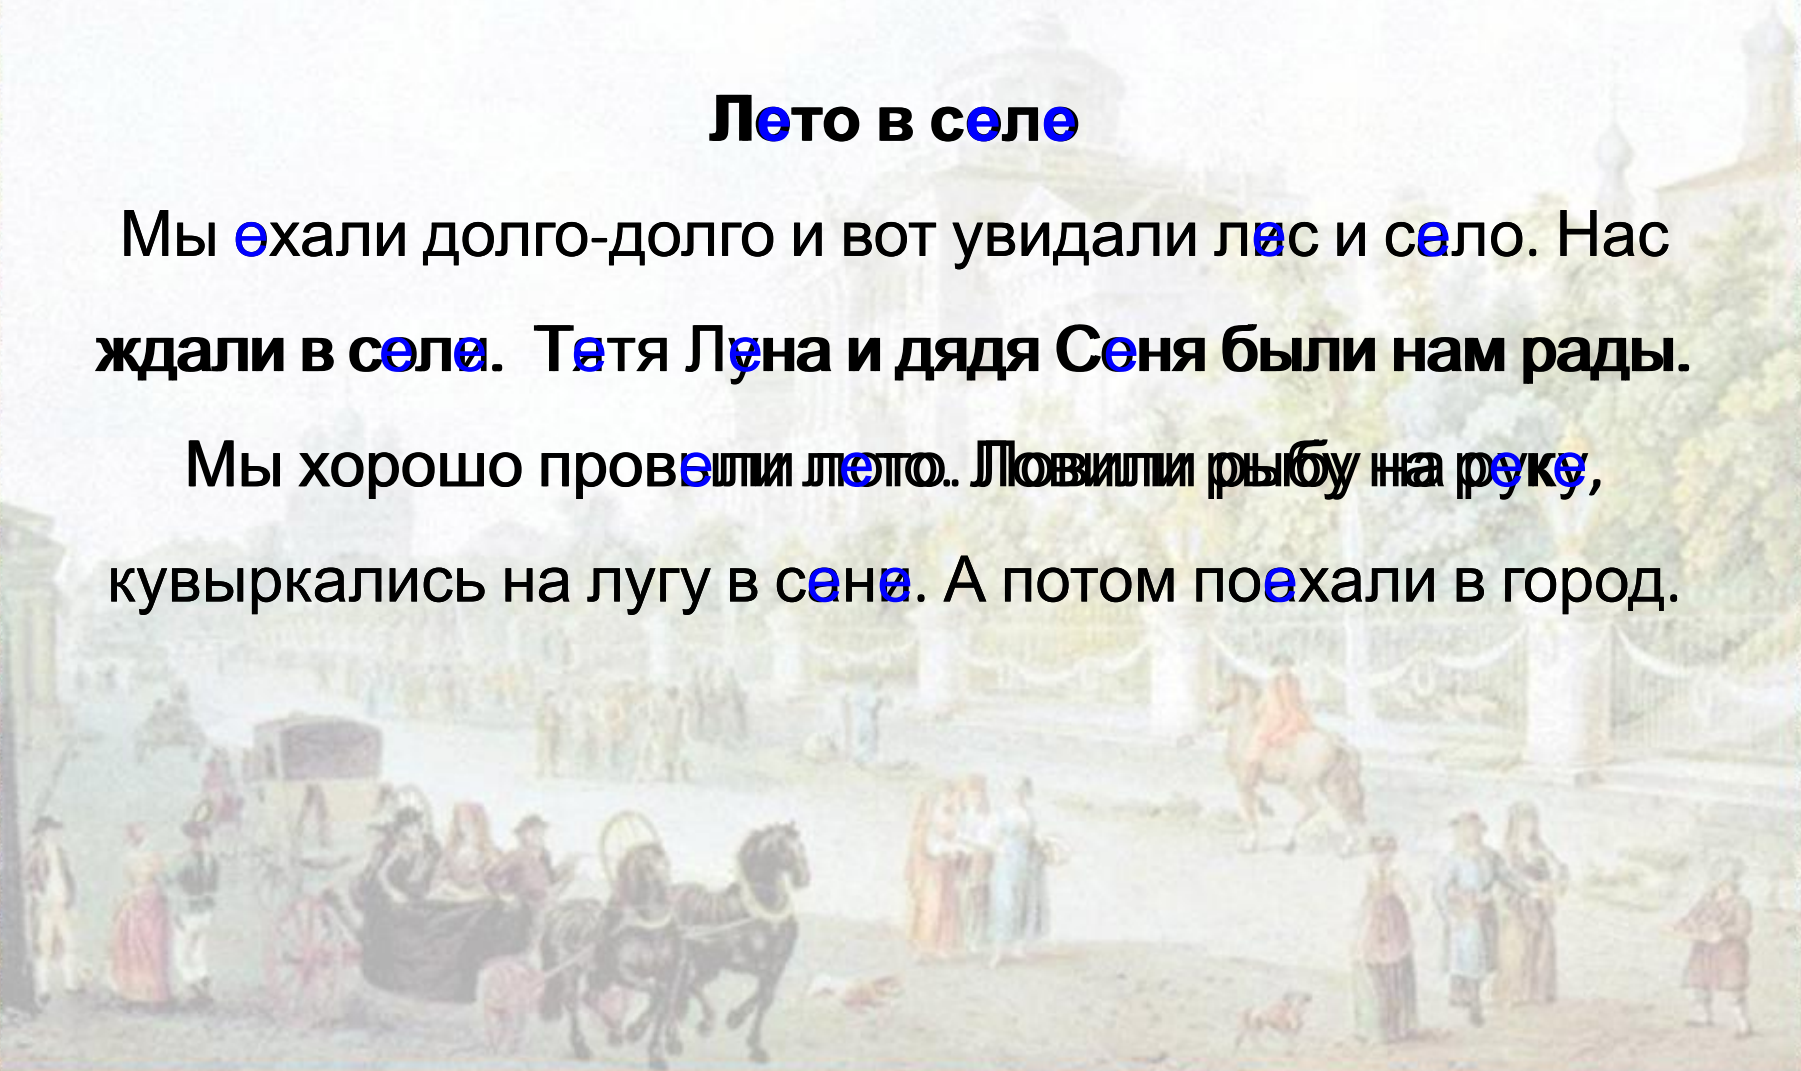 Лето в селе
Мы ехали долго-долго и вот увидали лес и село. Нас
ждали в селе. Тетя Лена и дядя Сеня были нам рады.
Мы хорошо провели лето. Ловили рыбу на реке,
кувыркались на лугу в сене. А потом поехали в город.